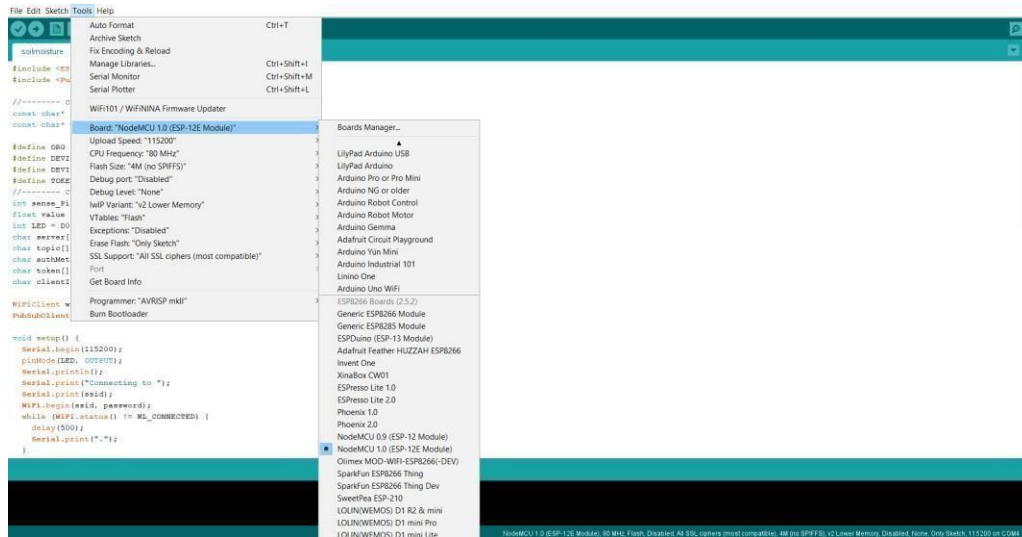 File Edit Sketch Tools Help
Auto Format Ctrl+T
Archive Sketch
Fix Encoding & Reload
Manage Libraries... Ctrl+Shift+I
Serial Monitor Ctrl+Shift+M
Serial Plotter Ctrl+Shift+L
WiFi101 / WiFiNINA Firmware Updater
Board: "NodeMCU 1.0 (ESP-12E Module)"
Upload Speed: "115200"
CPU Frequency: "80 MHz"
Flash Size: "4M (no SPIFFS)"
Debug port: "Disabled"
Debug Level: "None"
lwIP Variant: "v2 Lower Memory"
VTables: "Flash"
Exceptions: "Disabled"
Erase Flash: "Only Sketch"
SSL Support: "All SSL ciphers (most compatible)"
Port
Get Board Info
Programmer: "AVRISP mkII"
Burn Bootloader
Boards Manager...
LilyPad Arduino USB
LilyPad Arduino
Arduino Pro or Pro Mini
Arduino NG or older
Arduino Robot Control
Arduino Robot Motor
Arduino Gemma
Adafruit Circuit Playground
Arduino Yún Mini
Arduino Industrial 101
Linino One
Arduino Uno WiFi
ESP8266 Boards (2.5.2)
Generic ESP8266 Module
Generic ESP8285 Module
ESPDuino (ESP-13 Module)
Adafruit Feather HUZZAH ESP8266
Invent One
XinaBox CW01
ESPresso Lite 1.0
ESPresso Lite 2.0
Phoenix 1.0
Phoenix 2.0
NodeMCU 0.9 (ESP-12 Module)
NodeMCU 1.0 (ESP-12E Module)
Olimex MOD-WIFI-ESP8266(-DEV)
SparkFun ESP8266 Thing
SparkFun ESP8266 Thing Dev
SweetPea ESP-210
LOLIN(WEMOS) D1 R2 & mini
LOLIN(WEMOS) D1 mini Pro
LOLIN(WEMOS) D1 mini Lite
soilmoisture
#include <ES
#include <Pu
//-------- C
const char*
const char*
#define ORG
#define DEVI
#define DEVI
#define TOKE
//-------- C
int sense_Pi
float value
int LED = D0
char server[
char topic[]
char authMet
char token[]
char clientI
WiFiClient w
PubSubClient
void setup() {
Serial.begin(115200);
pinMode(LED, OUTPUT);
Serial.println();
Serial.print("Connecting to ");
Serial.print(ssid);
WiFi.begin(ssid, password);
while (WiFi.status() != WL_CONNECTED) {
delay(500);
Serial.print(".");
}
NodeMCU 1.0 (ESP-12E Module), 80 MHz, Flash, Disabled, All SSL ciphers (most compatible), 4M (no SPIFFS), v2 Lower Memory, Disabled, None, Only Sketch, 115200 on COM4